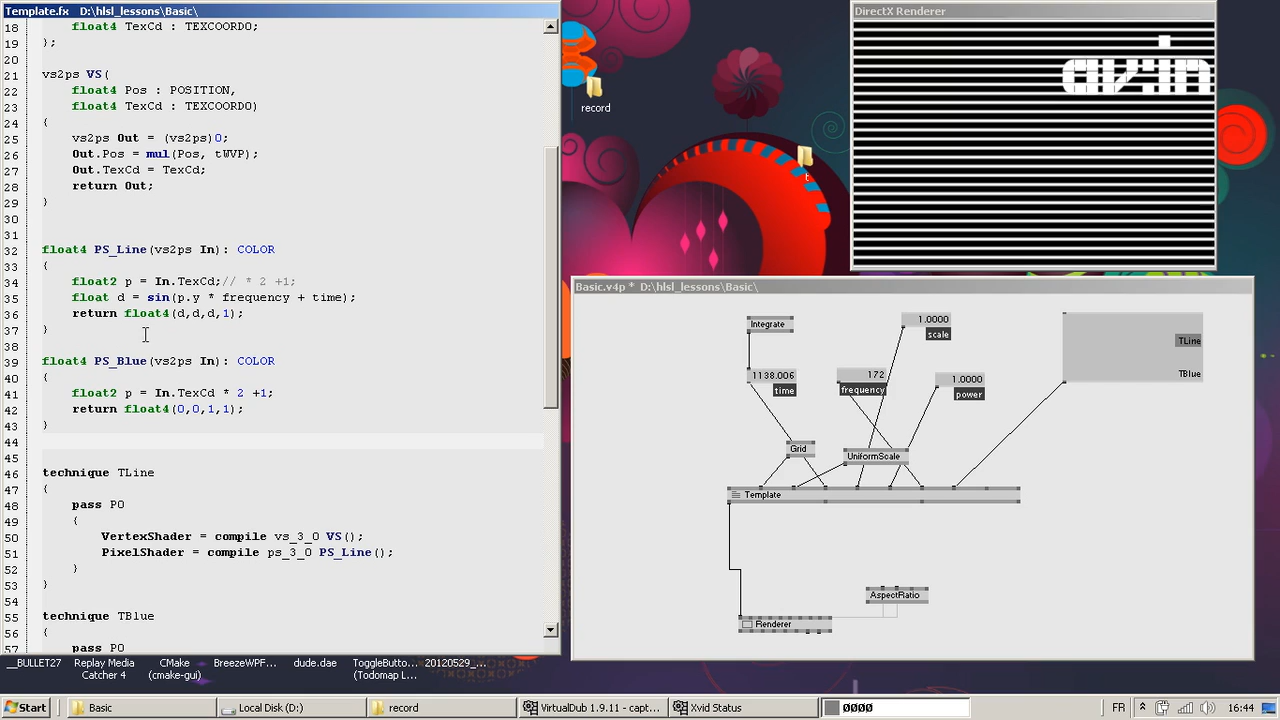 Template.fx D:\hlsl_lessons\Basic\
18 float4 TexCd : TEXCOORD0;
19 };
20
21 vs2ps VS(
22 float4 Pos : POSITION,
23 float4 TexCd : TEXCOORD0)
24 {
25 vs2ps Out = (vs2ps)0;
26 Out.Pos = mul(Pos, tWVP);
27 Out.TexCd = TexCd;
28 return Out;
29 }
30
31
32 float4 PS_Line(vs2ps In): COLOR
33 {
34 float2 p = In.TexCd;// * 2 +1;
35 float d = sin(p.y * frequency + time);
36 return float4(d,d,d,1);
37 }
38
39 float4 PS_Blue(vs2ps In): COLOR
40 {
41 float2 p = In.TexCd * 2 +1;
42 return float4(0,0,1,1);
43 }
44
45
46 technique TLine
47 {
48 pass P0
49 {
50 VertexShader = compile vs_3_0 VS();
51 PixelShader = compile ps_3_0 PS_Line();
52 }
53 }
54
55 technique TBlue
56 {
57 pass P0
record
t
DirectX Renderer
avin
Basic.v4p * D:\hlsl_lessons\Basic\
Integrate
1.0000
scale
TLine
TBlue
1138.006
time
172
frequency
1.0000
power
Grid
UniformScale
Template
AspectRatio
Renderer
__BULLET27
Replay Media
Catcher 4
CMake
(cmake-gui)
BreezeVPF...
dude.dae
ToggleButto...
(Todomap L...
20120529_...
Start
Basic
Local Disk (D:)
record
VirtualDub 1.9.11 - capt...
Xvid Status
0000
FR
16:44